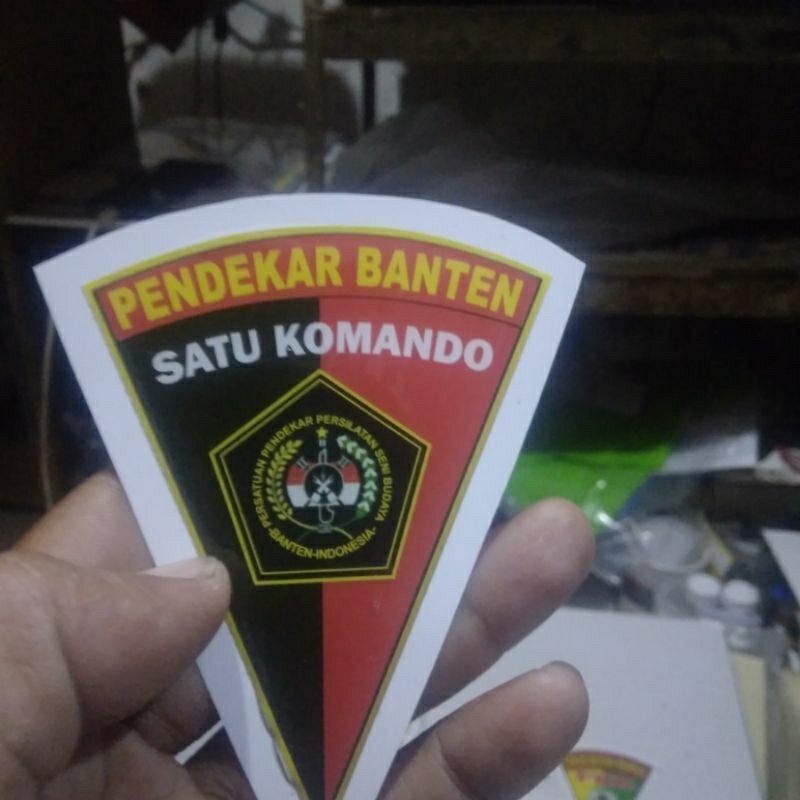 PENDEKAR BANTEN
SATU KOMANDO
PERSATUAN PENDEKAR PERSILATAN SENI BUDAYA
-BANTEN-INDONESIA-